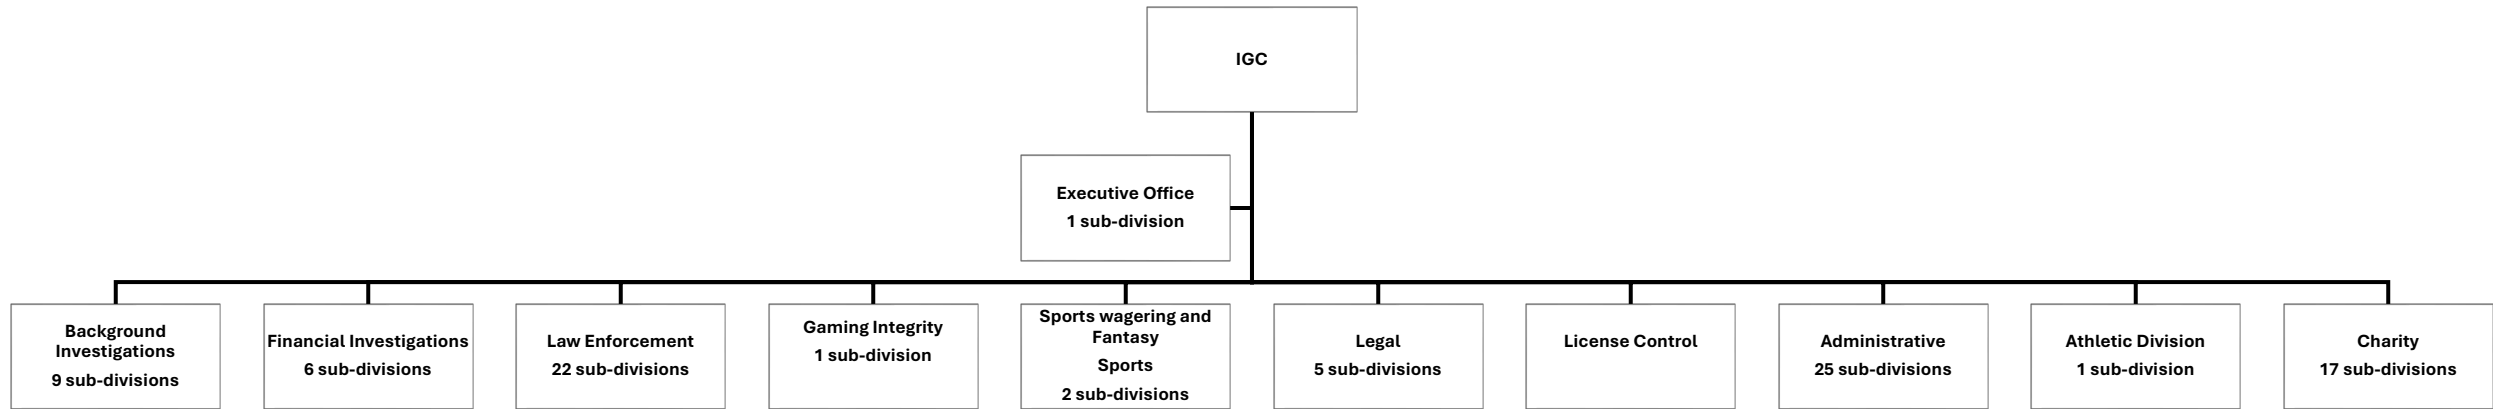 IGC
Executive Office
1 sub-division
Background
Investigations
9 sub-divisions
Financial Investigations
6 sub-divisions
Law Enforcement
22 sub-divisions
Gaming Integrity
1 sub-division
Sports wagering and
Fantasy
Sports
2 sub-divisions
Legal
5 sub-divisions
License Control
Administrative
25 sub-divisions
Athletic Division
1 sub-division
Charity
17 sub-divisions